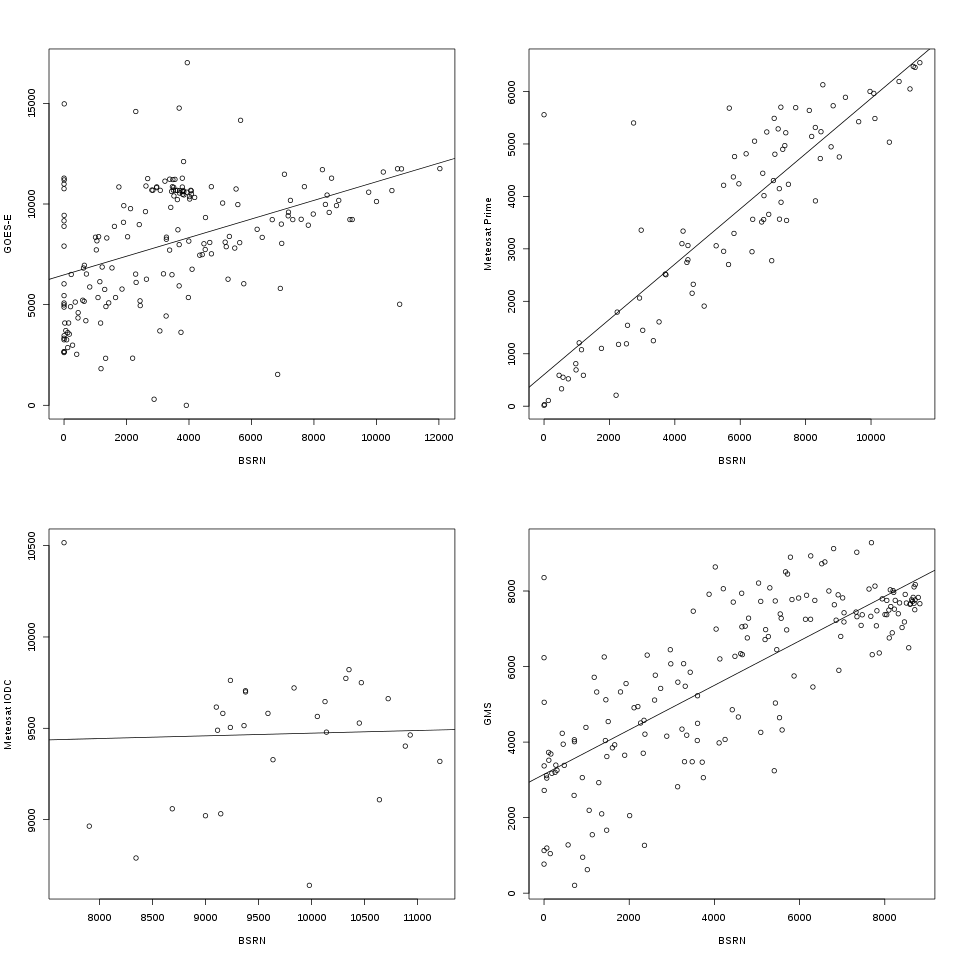 GOES-E
0 5000 10000 15000
0 2000 4000 6000 8000 10000 12000
BSRN
Meteosat Prime
0 1000 2000 3000 4000 5000 6000
0 2000 4000 6000 8000 10000
BSRN
Meteosat IODC
9000 9500 10000 10500
8000 8500 9000 9500 10000 10500 11000
BSRN
GMS
0 2000 4000 6000 8000
0 2000 4000 6000 8000
BSRN